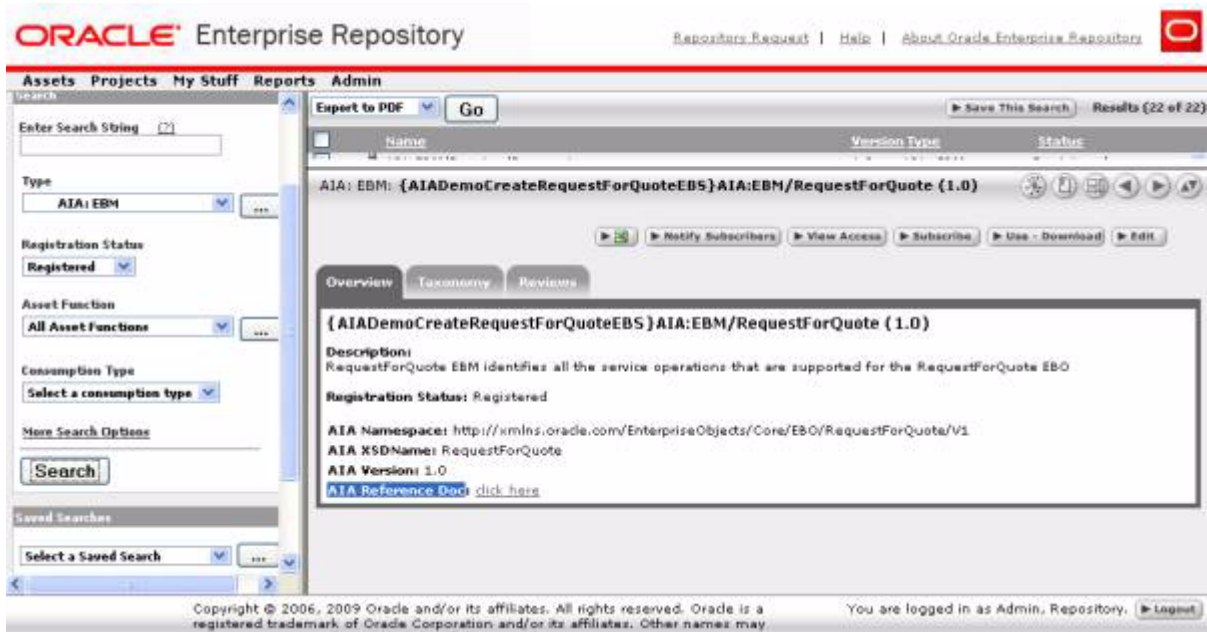 ORACLE Enterprise Repository
Repository Request | Help | About Oracle Enterprise Repository
Assets Projects My Stuff Reports Admin
Search
Enter Search String (?)
Type
AIA: EBM
...
Registration Status
Registered
Asset Function
All Asset Functions
...
Consumption Type
Select a consumption type
More Search Options
Search
Saved Searches
Select a Saved Search
...
Export to PDF Go
Save This Search Results (22 of 22)
Name Version Type Status
AIA: EBM: {AIADemoCreateRequestForQuoteEBS}AIA:EBM/RequestForQuote (1.0)
Notify Subscribers View Access Subscribe Use - Download Edit
Overview Taxonomy Reviews
{AIADemoCreateRequestForQuoteEBS}AIA:EBM/RequestForQuote (1.0)
Description:
RequestForQuote EBM identifies all the service operations that are supported for the RequestForQuote EBO
Registration Status: Registered
AIA Namespace: http://xmlns.oracle.com/EnterpriseObjects/Core/EBO/RequestForQuote/V1
AIA XSDName: RequestForQuote
AIA Version: 1.0
AIA Reference Doc: click here
Copyright © 2006, 2009 Oracle and/or its affiliates. All rights reserved. Oracle is a
registered trademark of Oracle Corporation and/or its affiliates. Other names may
You are logged in as Admin, Repository. Logout